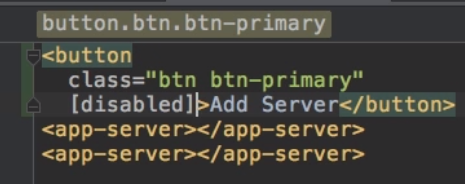 button.btn.btn-primary
<button
class="btn btn-primary"
[disabled]>Add Server</button>
<app-server></app-server>
<app-server></app-server>